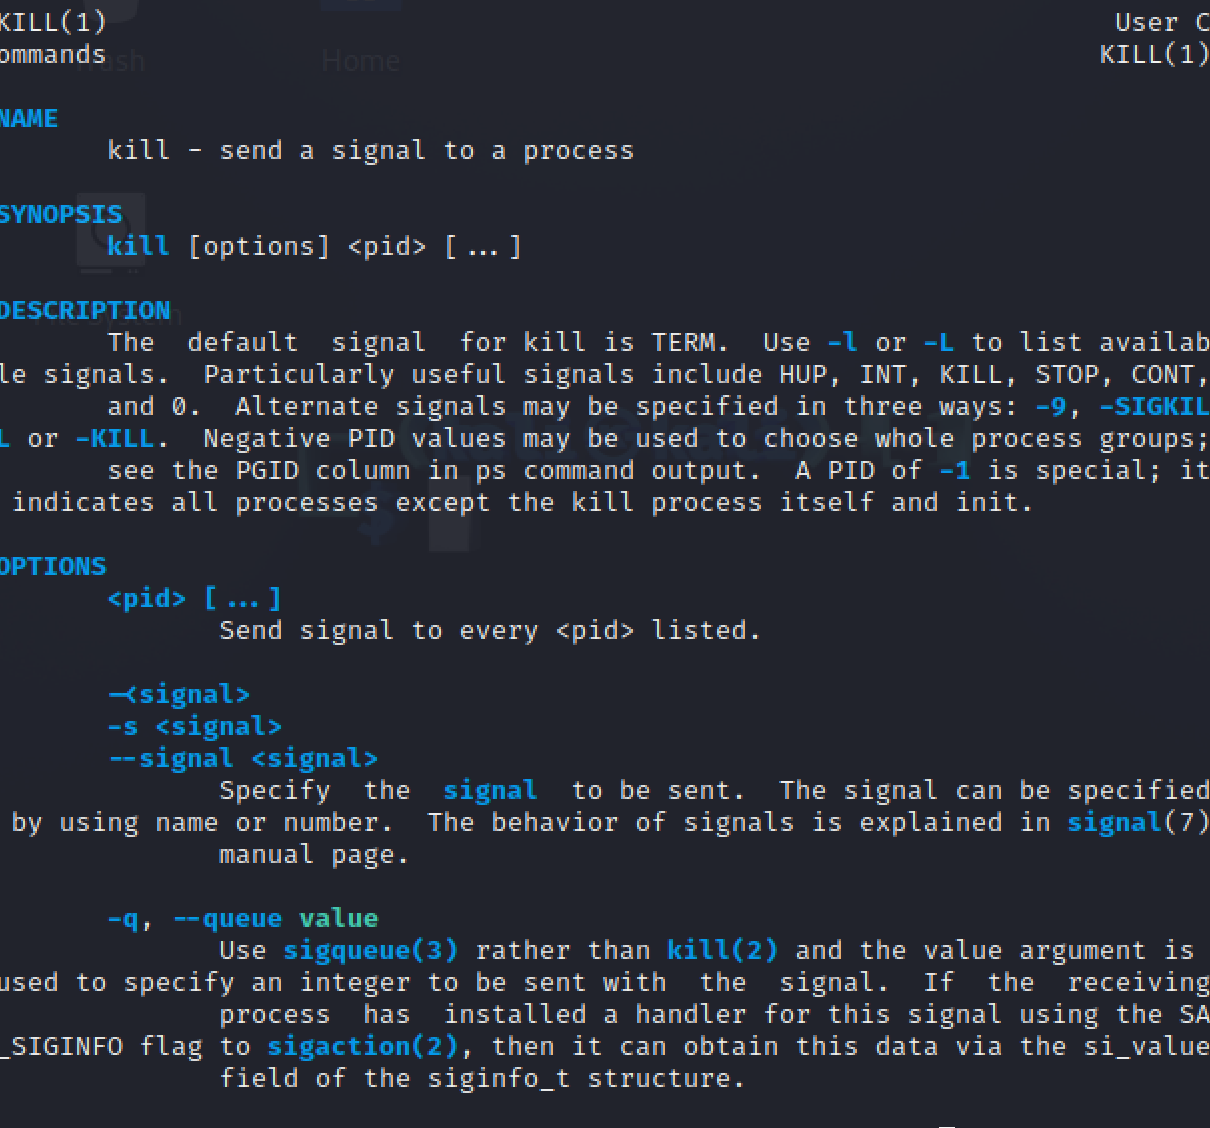 KILL(1) User C
ommands KILL(1)
Trash Home
NAME
kill - send a signal to a process
SYNOPSIS
kill [options] <pid> [...]
DESCRIPTION
File System
The default signal for kill is TERM. Use -l or -L to list availab
le signals. Particularly useful signals include HUP, INT, KILL, STOP, CONT,
and 0. Alternate signals may be specified in three ways: -9, -SIGKIL
L or -KILL. Negative PID values may be used to choose whole process groups;
see the PGID column in ps command output. A PID of -1 is special; it
indicates all processes except the kill process itself and init.
OPTIONS
<pid> [...]
Send signal to every <pid> listed.
-<signal>
-s <signal>
--signal <signal>
Specify the signal to be sent. The signal can be specified
by using name or number. The behavior of signals is explained in signal(7)
manual page.
-q, --queue value
Use sigqueue(3) rather than kill(2) and the value argument is
used to specify an integer to be sent with the signal. If the receiving
process has installed a handler for this signal using the SA
_SIGINFO flag to sigaction(2), then it can obtain this data via the si_value
field of the siginfo_t structure.